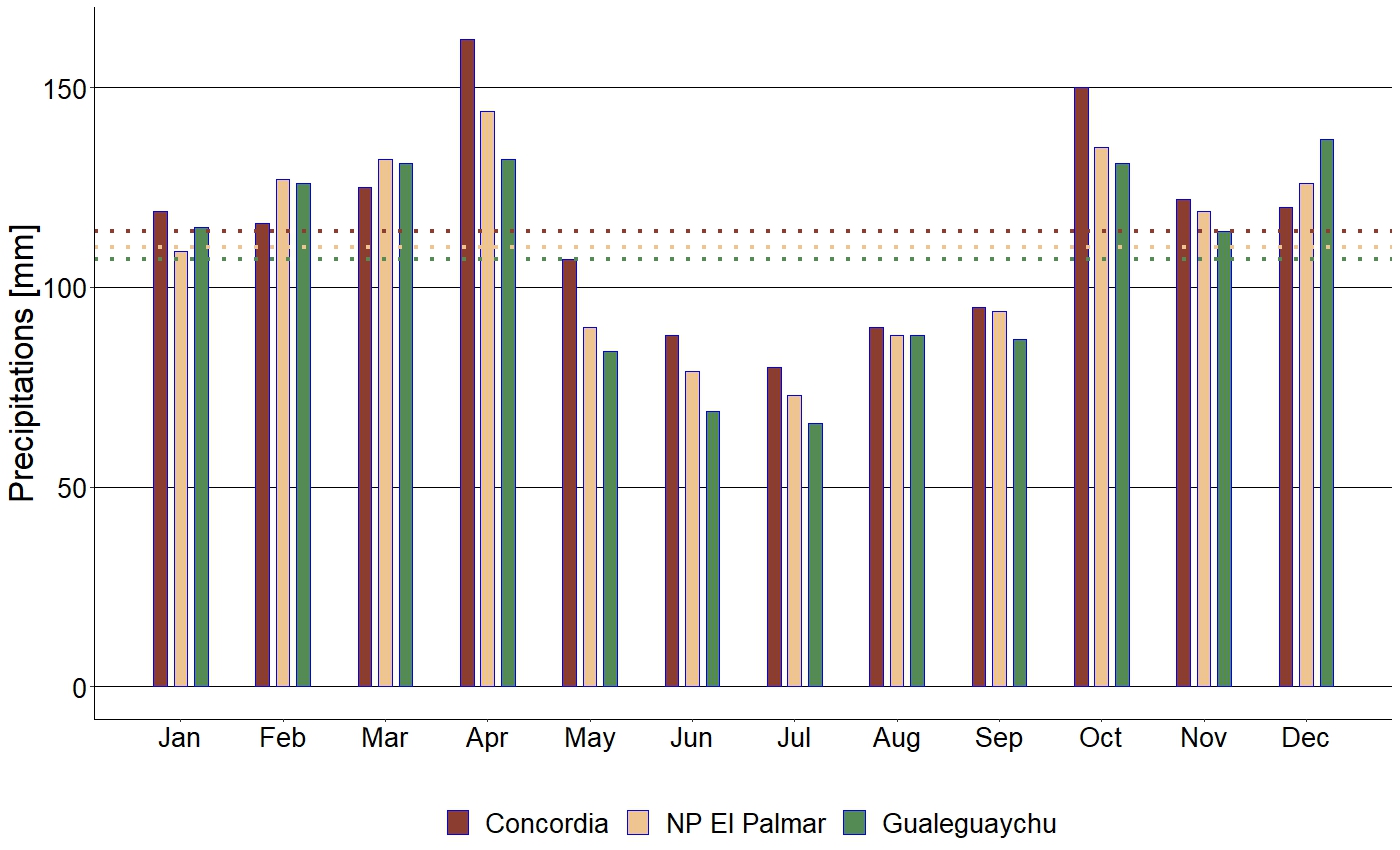 Precipitations [mm]
150
100
50
0
Jan Feb Mar Apr May Jun Jul Aug Sep Oct Nov Dec
Concordia NP El Palmar Gualeguaychu